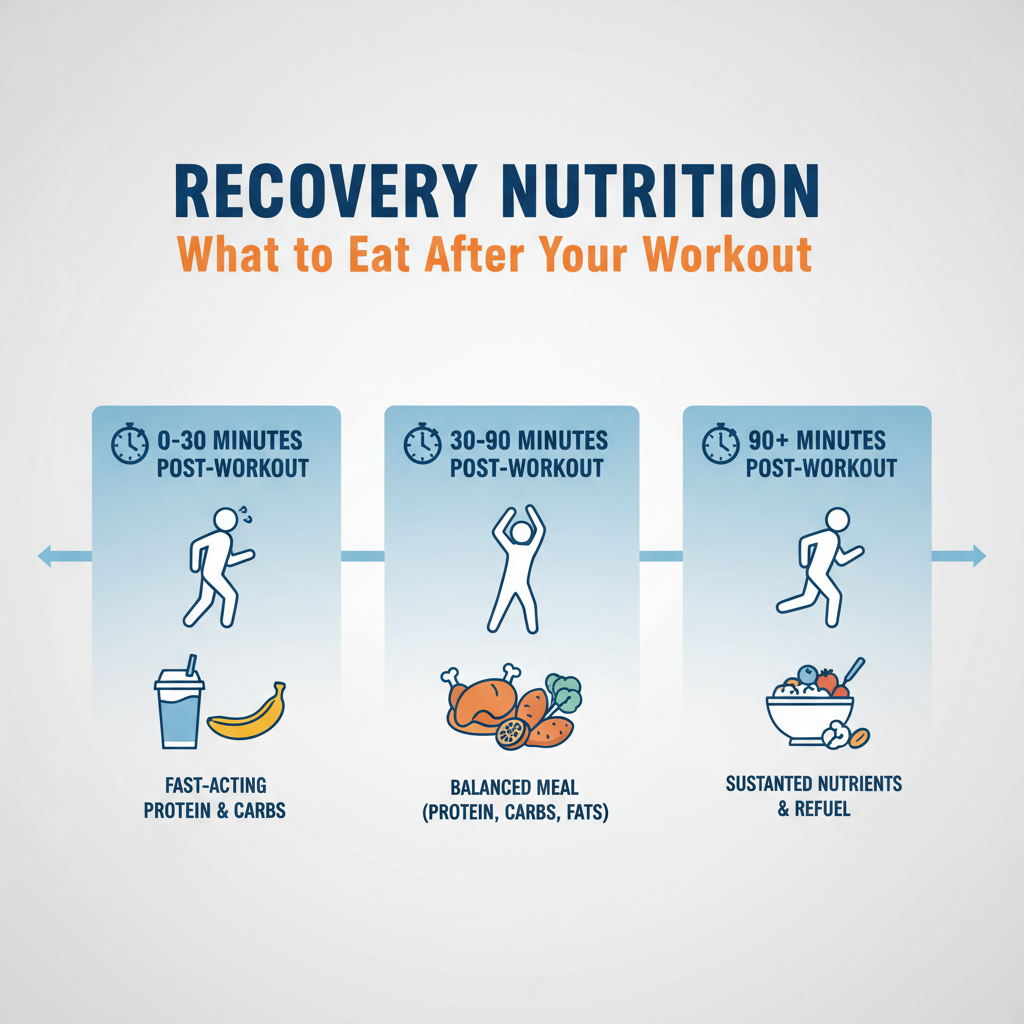 RECOVERY NUTRITION
What to Eat After Your Workout
0-30 MINUTES
POST-WORKOUT
30-90 MINUTES
POST-WORKOUT
90+ MINUTES
POST-WORKOUT
FAST-ACTING
PROTEIN & CARBS
BALANCED MEAL
(PROTEIN, CARBS, FATS)
SUSTANTED NUTRIENTS
& REFUEL